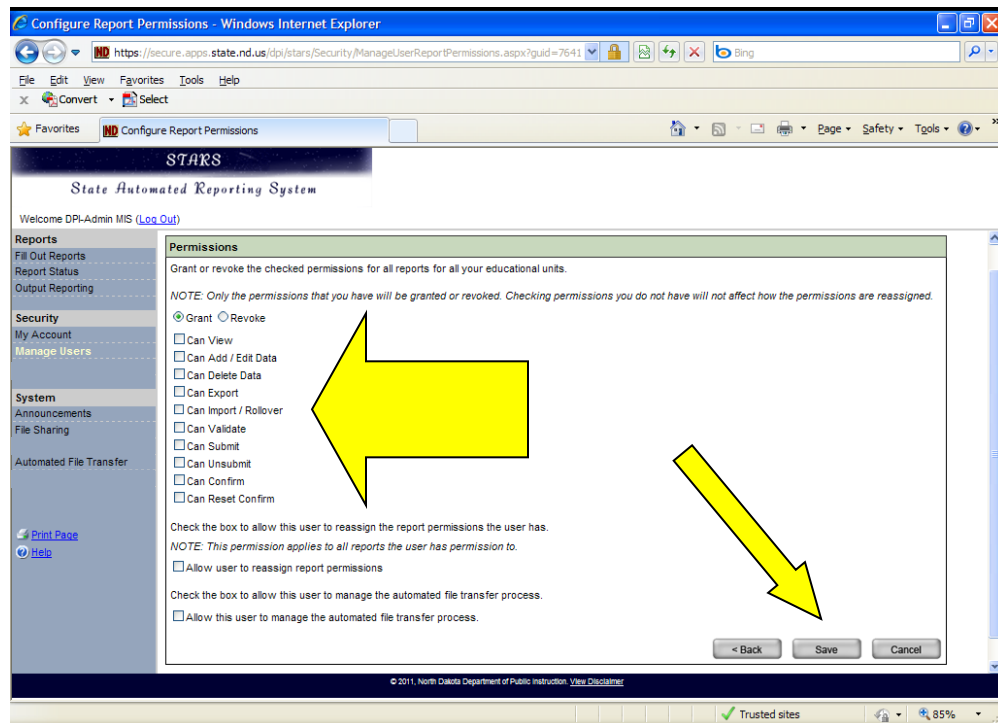 Configure Report Permissions - Windows Internet Explorer
https://secure.apps.state.nd.us/dpi/stars/Security/ManageUserReportPermissions.aspx?guid=7641
Bing
File Edit View Favorites Tools Help
x Convert Select
Favorites ND Configure Report Permissions Page Safety Tools
STARS
State Automated Reporting System
Welcome DPI-Admin MIS (Log Out)
Reports
Fill Out Reports
Report Status
Output Reporting
Security
My Account
Manage Users
System
Announcements
File Sharing
Automated File Transfer
Print Page
Help
Permissions
Grant or revoke the checked permissions for all reports for all your educational units.
NOTE: Only the permissions that you have will be granted or revoked. Checking permissions you do not have will not affect how the permissions are reassigned.
Grant Revoke
Can View
Can Add / Edit Data
Can Delete Data
Can Export
Can Import / Rollover
Can Validate
Can Submit
Can Unsubmit
Can Confirm
Can Reset Confirm
Check the box to allow this user to reassign the report permissions the user has.
NOTE: This permission applies to all reports the user has permission to.
Allow user to reassign report permissions
Check the box to allow this user to manage the automated file transfer process.
Allow this user to manage the automated file transfer process.
< Back Save Cancel
© 2011, North Dakota Department of Public Instruction. View Disclaimer
Trusted sites 85%